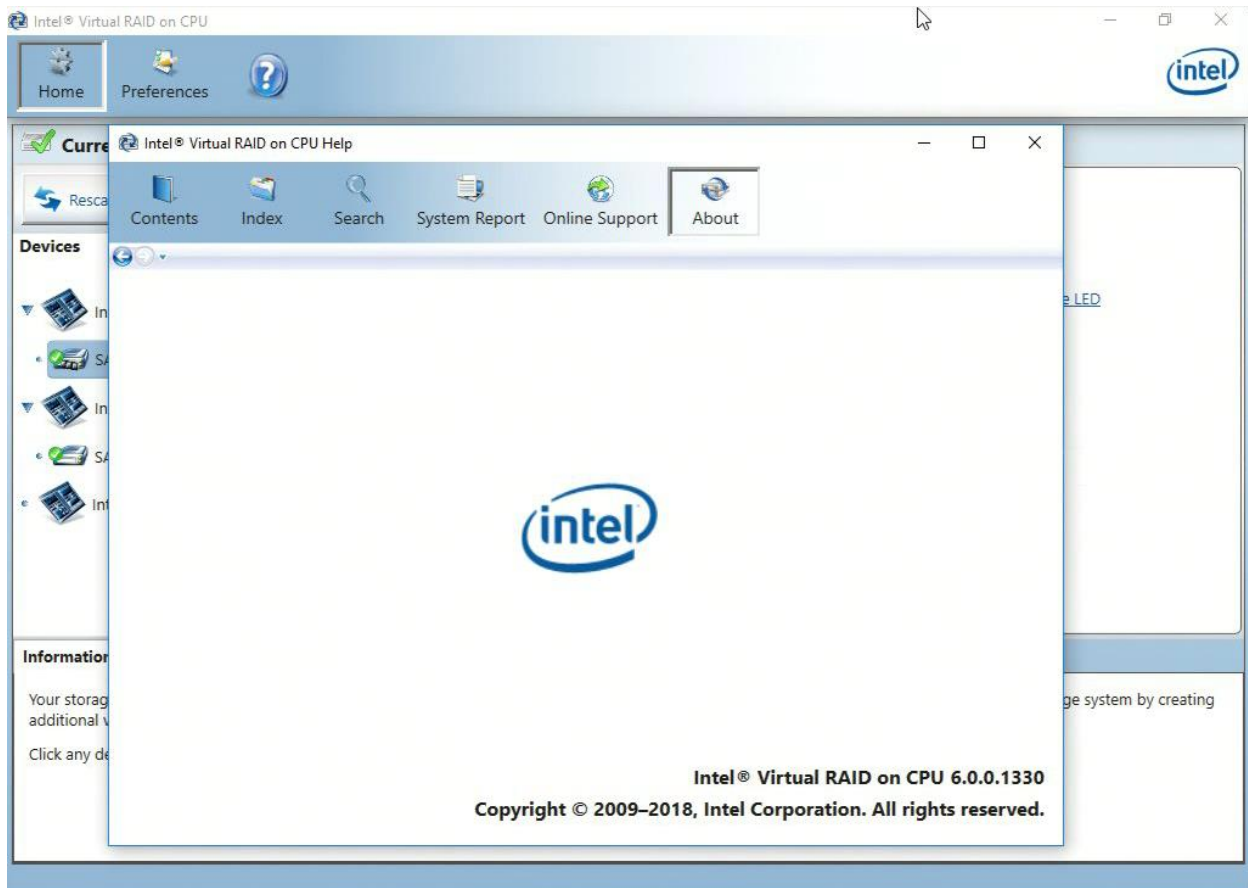 Intel® Virtual RAID on CPU
Home
Preferences
?
intel
Curre
Intel® Virtual RAID on CPU Help
Resca
Contents
Index
Search
System Report
Online Support
About
Devices
In
e LED
SA
In
SA
Int
intel
Information
Your storag
ge system by creating
additional v
Click any de
Intel® Virtual RAID on CPU 6.0.0.1330
Copyright © 2009–2018, Intel Corporation. All rights reserved.